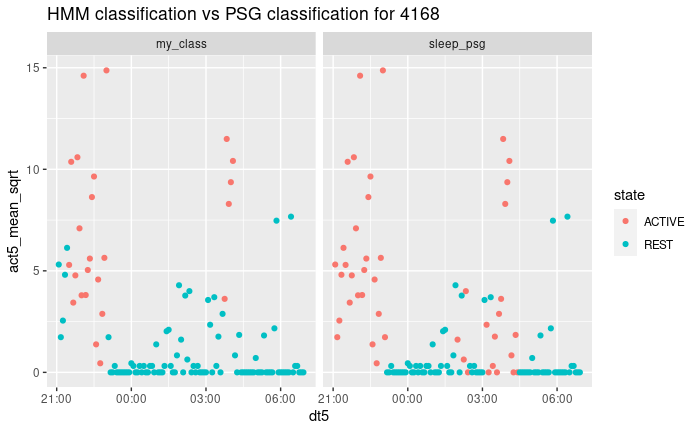 HMM classification vs PSG classification for 4168
my_class
sleep_psg
15
10
5
0
act5_mean_sqrt
21:00
00:00
03:00
06:00
21:00
00:00
03:00
06:00
dt5
state
ACTIVE
REST